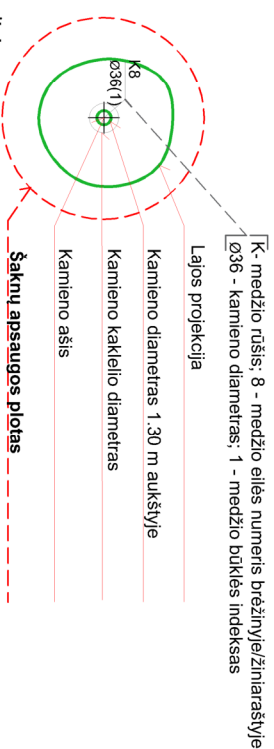 K- medžio rūšis; 8 - medžio eilės numeris brėžinyje/žiniaraštyje
Ø36 - kamieno diametras; 1 - medžio būklės indeksas
K8
Ø36(1)
Lajos projekcija
Kamieno diametras 1.30 m aukštyje
Kamieno kaklelio diametras
Kamieno ašis
Šaknų apsaugos plotas